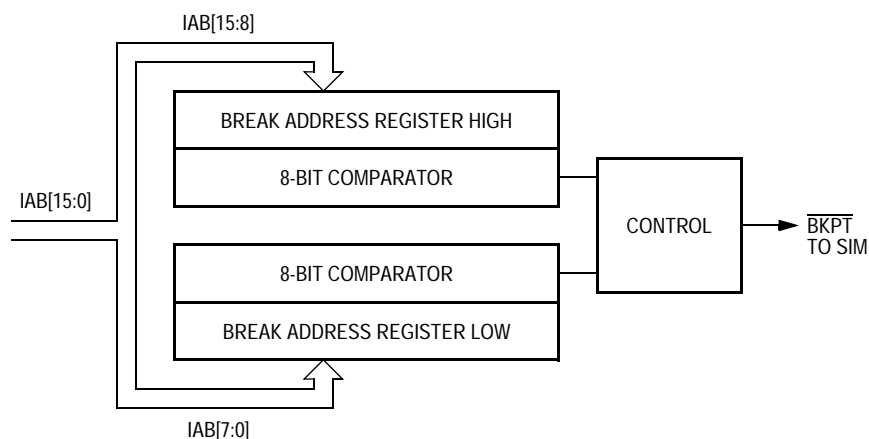 IAB[15:8]
BREAK ADDRESS REGISTER HIGH
8-BIT COMPARATOR
IAB[15:0]
CONTROL
BKPT
TO SIM
8-BIT COMPARATOR
BREAK ADDRESS REGISTER LOW
IAB[7:0]